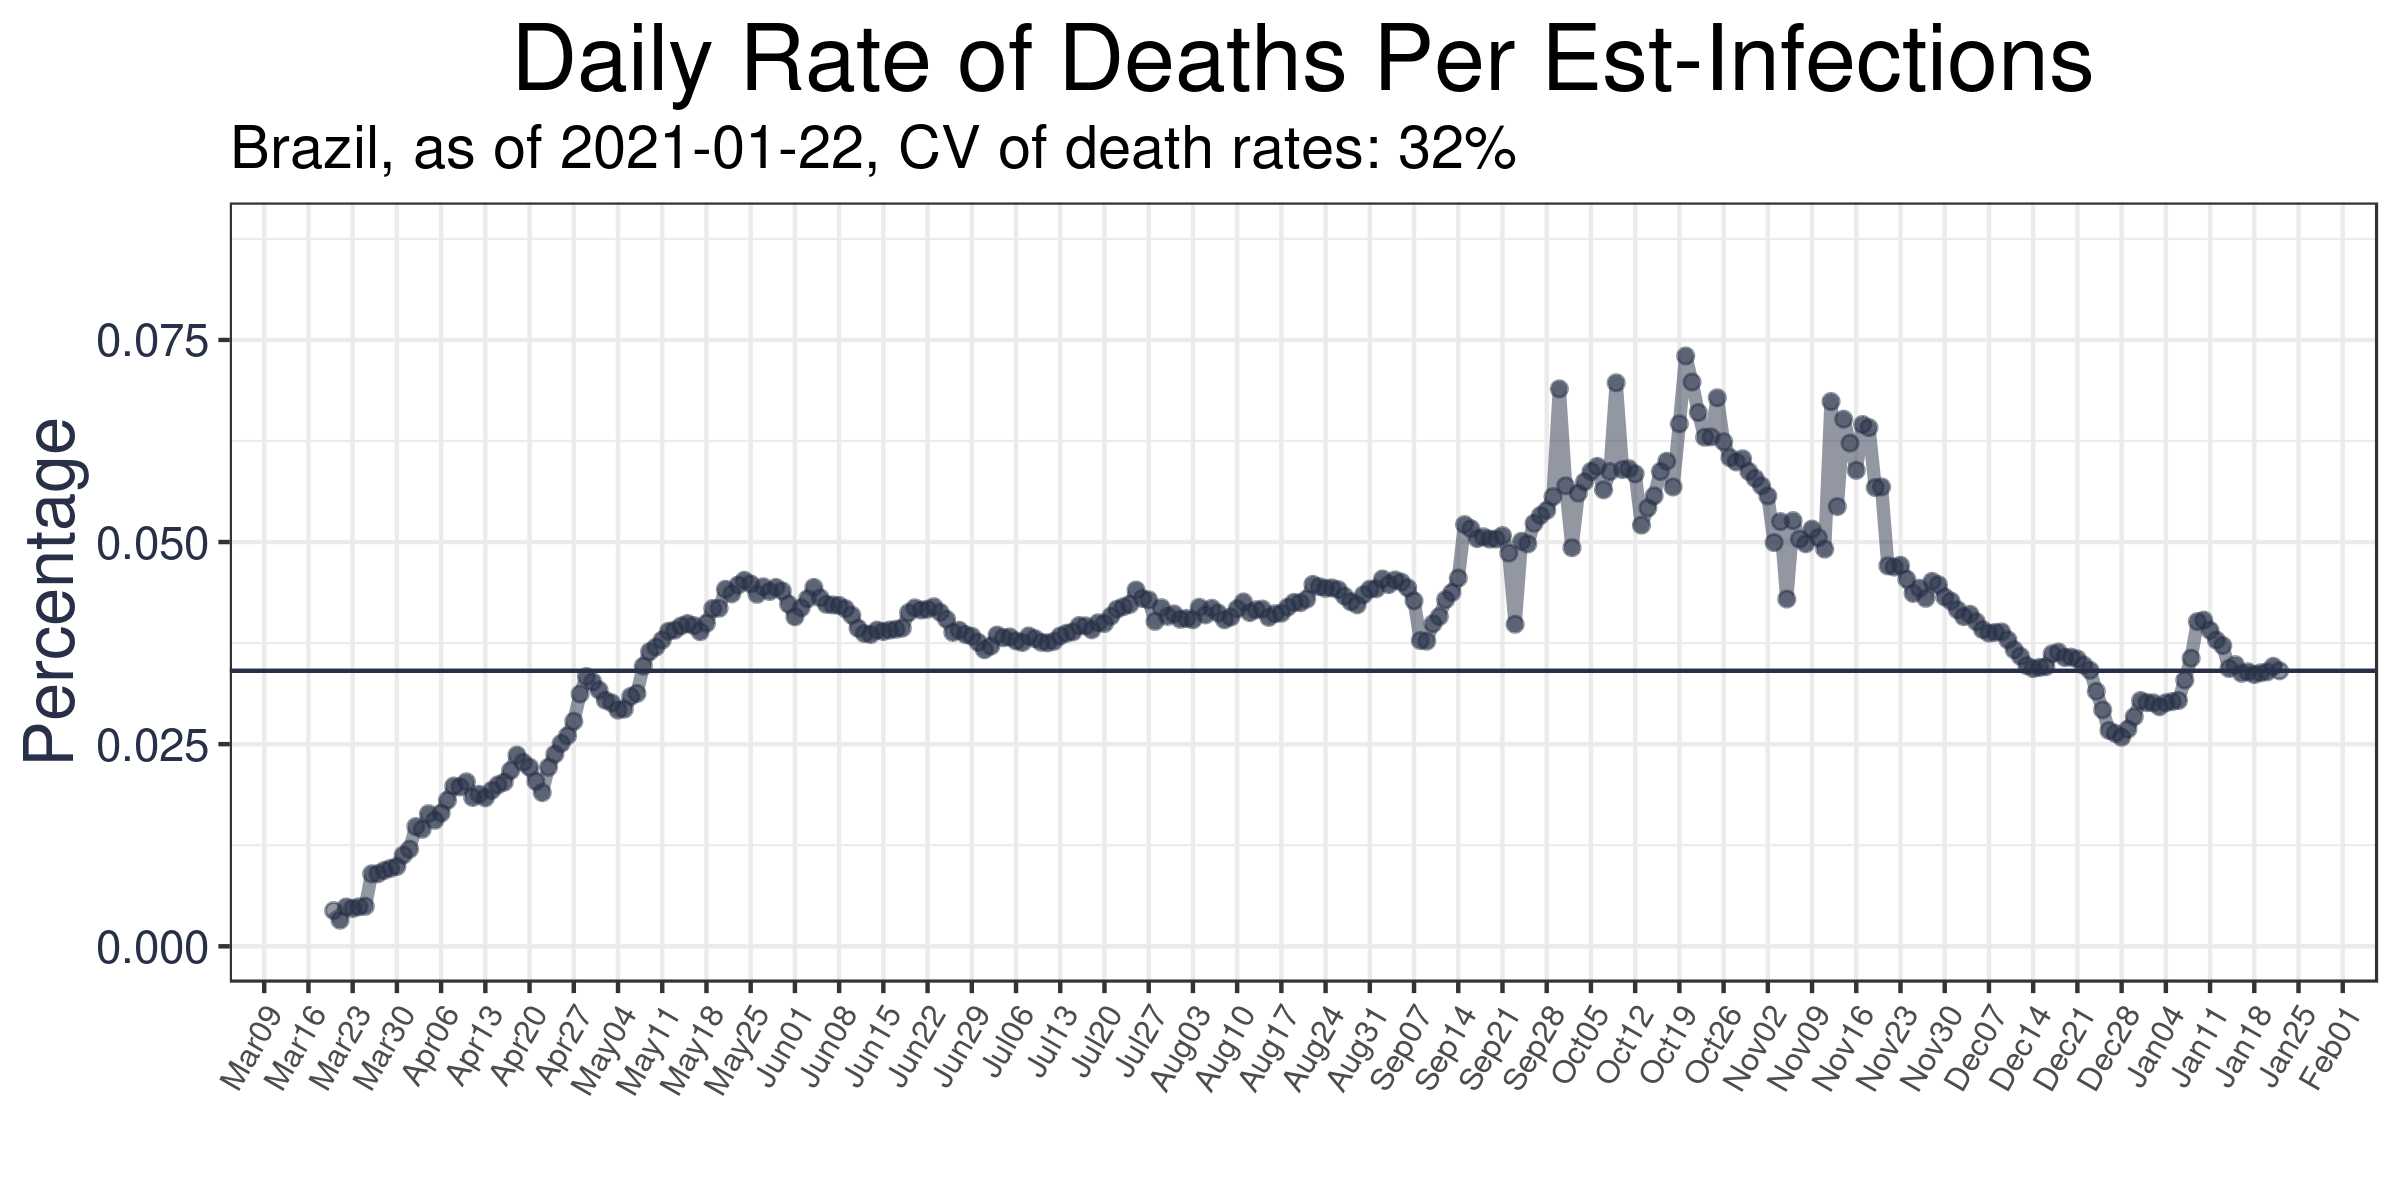 Daily Rate of Deaths Per Est-Infections
Brazil, as of 2021-01-22, CV of death rates: 32%
Percentage
0.075
0.050
0.025
0.000
Mar09
Mar16
Mar23
Mar30
Apr06
Apr13
Apr20
Apr27
May04
May11
May18
May25
Jun01
Jun08
Jun15
Jun22
Jun29
Jul06
Jul13
Jul20
Jul27
Aug03
Aug10
Aug17
Aug24
Aug31
Sep07
Sep14
Sep21
Sep28
Oct05
Oct12
Oct19
Oct26
Nov02
Nov09
Nov16
Nov23
Nov30
Dec07
Dec14
Dec21
Dec28
Jan04
Jan11
Jan18
Jan25
Feb01